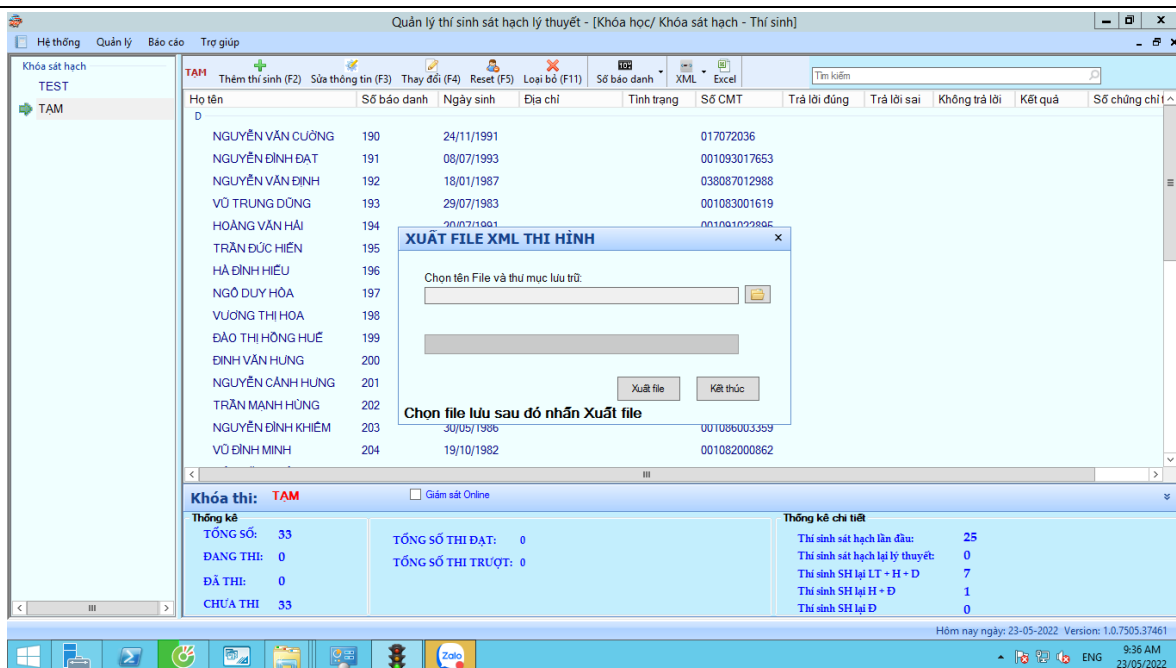 Quản lý thí sinh sát hạch lý thuyết - [Khóa học/ Khóa sát hạch - Thí sinh]
Hệ thống Quản lý Báo cáo Trợ giúp
Khóa sát hạch
TEST
TẠM
TẠM Thêm thí sinh (F2) Sửa thông tin (F3) Thay đổi (F4) Reset (F5) Loại bỏ (F11) Số báo danh XML Excel Tìm kiếm
Họ tên Số báo danh Ngày sinh Địa chỉ Tình trạng Số CMT Trả lời đúng Trả lời sai Không trả lời Kết quả Số chứng chỉ
D
NGUYỄN VĂN CƯỜNG 190 24/11/1991 017072036
NGUYỄN ĐÌNH ĐẠT 191 08/07/1993 001093017653
NGUYỄN VĂN ĐỊNH 192 18/01/1987 038087012988
VŨ TRUNG DŨNG 193 29/07/1983 001083001619
HOÀNG VĂN HẢI 194 20/07/1991 001091022895
TRẦN ĐỨC HIẾN 195
HÀ ĐÌNH HIẾU 196
NGÔ DUY HÒA 197
VƯƠNG THỊ HOA 198
ĐÀO THỊ HỒNG HUẾ 199
ĐINH VĂN HƯNG 200
NGUYỄN CẢNH HƯNG 201
TRẦN MẠNH HÙNG 202
NGUYỄN ĐÌNH KHIÊM 203 30/05/1986 001086003359
VŨ ĐÌNH MINH 204 19/10/1982 001082000862
XUẤT FILE XML THI HÌNH
Chọn tên File và thư mục lưu trữ:
Xuất file Kết thúc
Chọn file lưu sau đó nhấn Xuất file
Khóa thi: TẠM Giám sát Online
Thống kê
TỔNG SỐ: 33
ĐANG THI: 0
ĐÃ THI: 0
CHƯA THI 33
TỔNG SỐ THI ĐẠT: 0
TỔNG SỐ THI TRƯỢT: 0
Thống kê chi tiết
Thí sinh sát hạch lần đầu: 25
Thí sinh sát hạch lại lý thuyết: 0
Thí sinh SH lại LT + H + D 7
Thí sinh SH lại H + Đ 1
Thí sinh SH lại Đ 0
Hôm nay ngày: 23-05-2022 Version: 1.0.7505.37461
Zalo
ENG
9:36 AM
23/05/2022